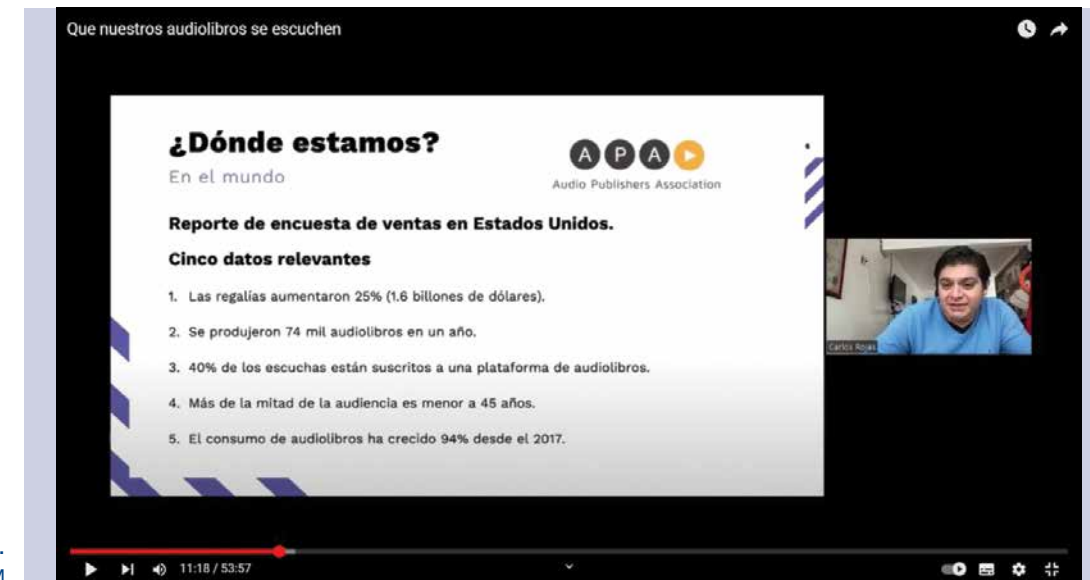 Que nuestros audiolibros se escuchen
¿Dónde estamos?
En el mundo
APA
Audio Publishers Association
Reporte de encuesta de ventas en Estados Unidos.
Cinco datos relevantes
1. Las regalías aumentaron 25% (1.6 billones de dólares).
2. Se produjeron 74 mil audiolibros en un año.
3. 40% de los escuchas están suscritos a una plataforma de audiolibros.
4. Más de la mitad de la audiencia es menor a 45 años.
5. El consumo de audiolibros ha crecido 94% desde el 2017.
Carlos Rojas
11:18 / 53:57